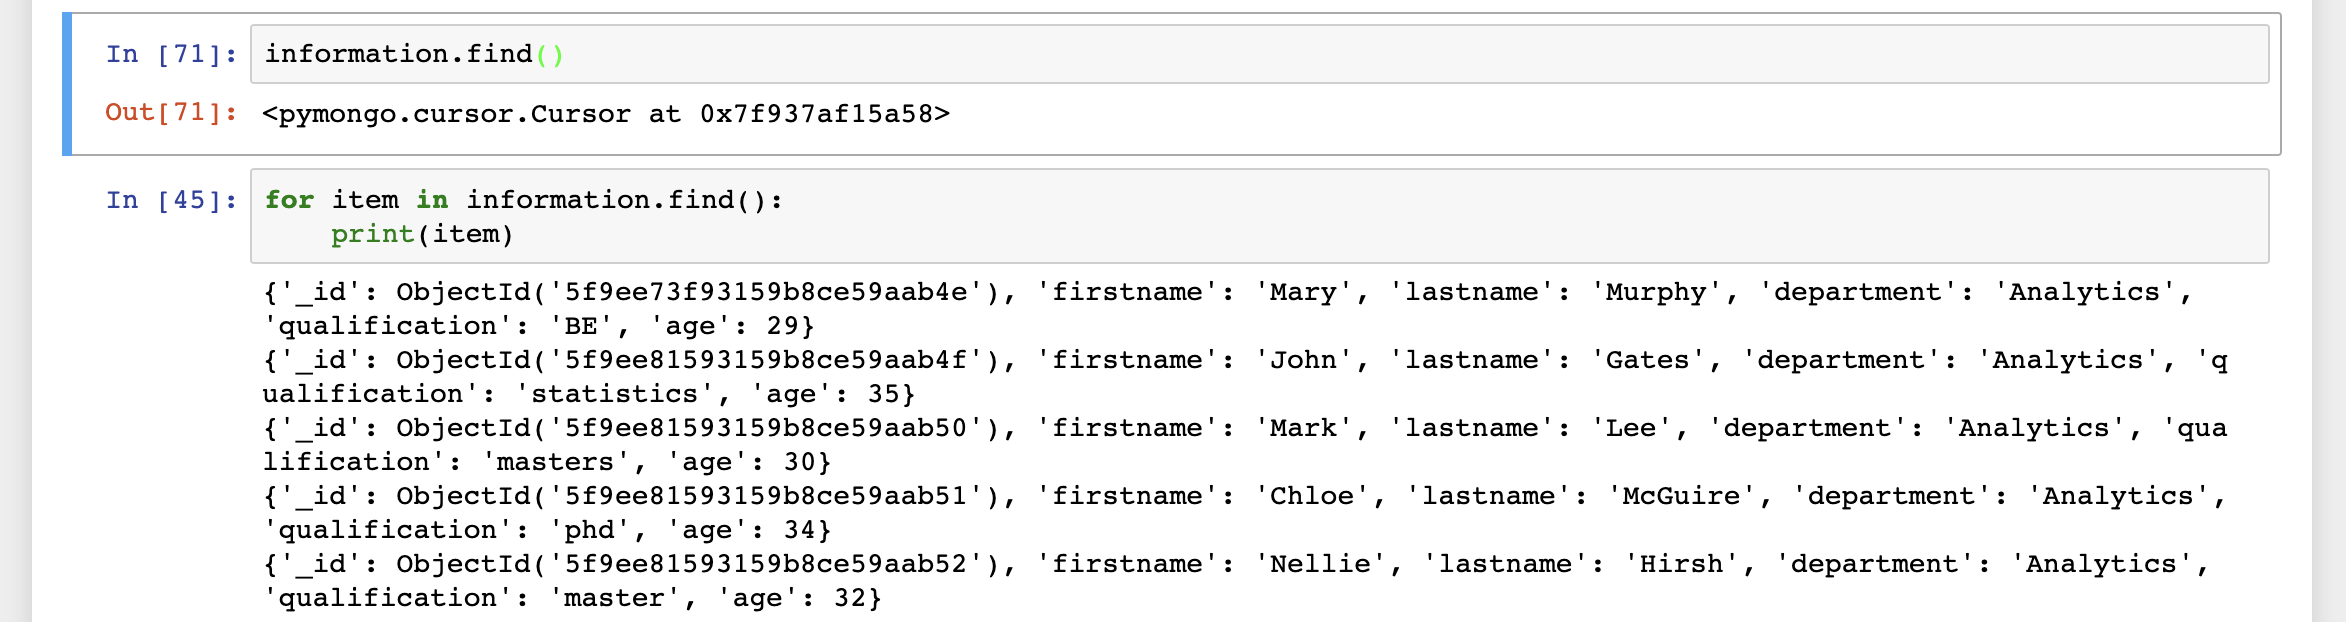 In [71]: information.find()
Out[71]: <pymongo.cursor.Cursor at 0x7f937af15a58>
In [45]: for item in information.find():
    print(item)
{'_id': ObjectId('5f9ee73f93159b8ce59aab4e'), 'firstname': 'Mary', 'lastname': 'Murphy', 'department': 'Analytics',
'qualification': 'BE', 'age': 29}
{'_id': ObjectId('5f9ee81593159b8ce59aab4f'), 'firstname': 'John', 'lastname': 'Gates', 'department': 'Analytics', 'q
ualification': 'statistics', 'age': 35}
{'_id': ObjectId('5f9ee81593159b8ce59aab50'), 'firstname': 'Mark', 'lastname': 'Lee', 'department': 'Analytics', 'qua
lification': 'masters', 'age': 30}
{'_id': ObjectId('5f9ee81593159b8ce59aab51'), 'firstname': 'Chloe', 'lastname': 'McGuire', 'department': 'Analytics',
'qualification': 'phd', 'age': 34}
{'_id': ObjectId('5f9ee81593159b8ce59aab52'), 'firstname': 'Nellie', 'lastname': 'Hirsh', 'department': 'Analytics',
'qualification': 'master', 'age': 32}